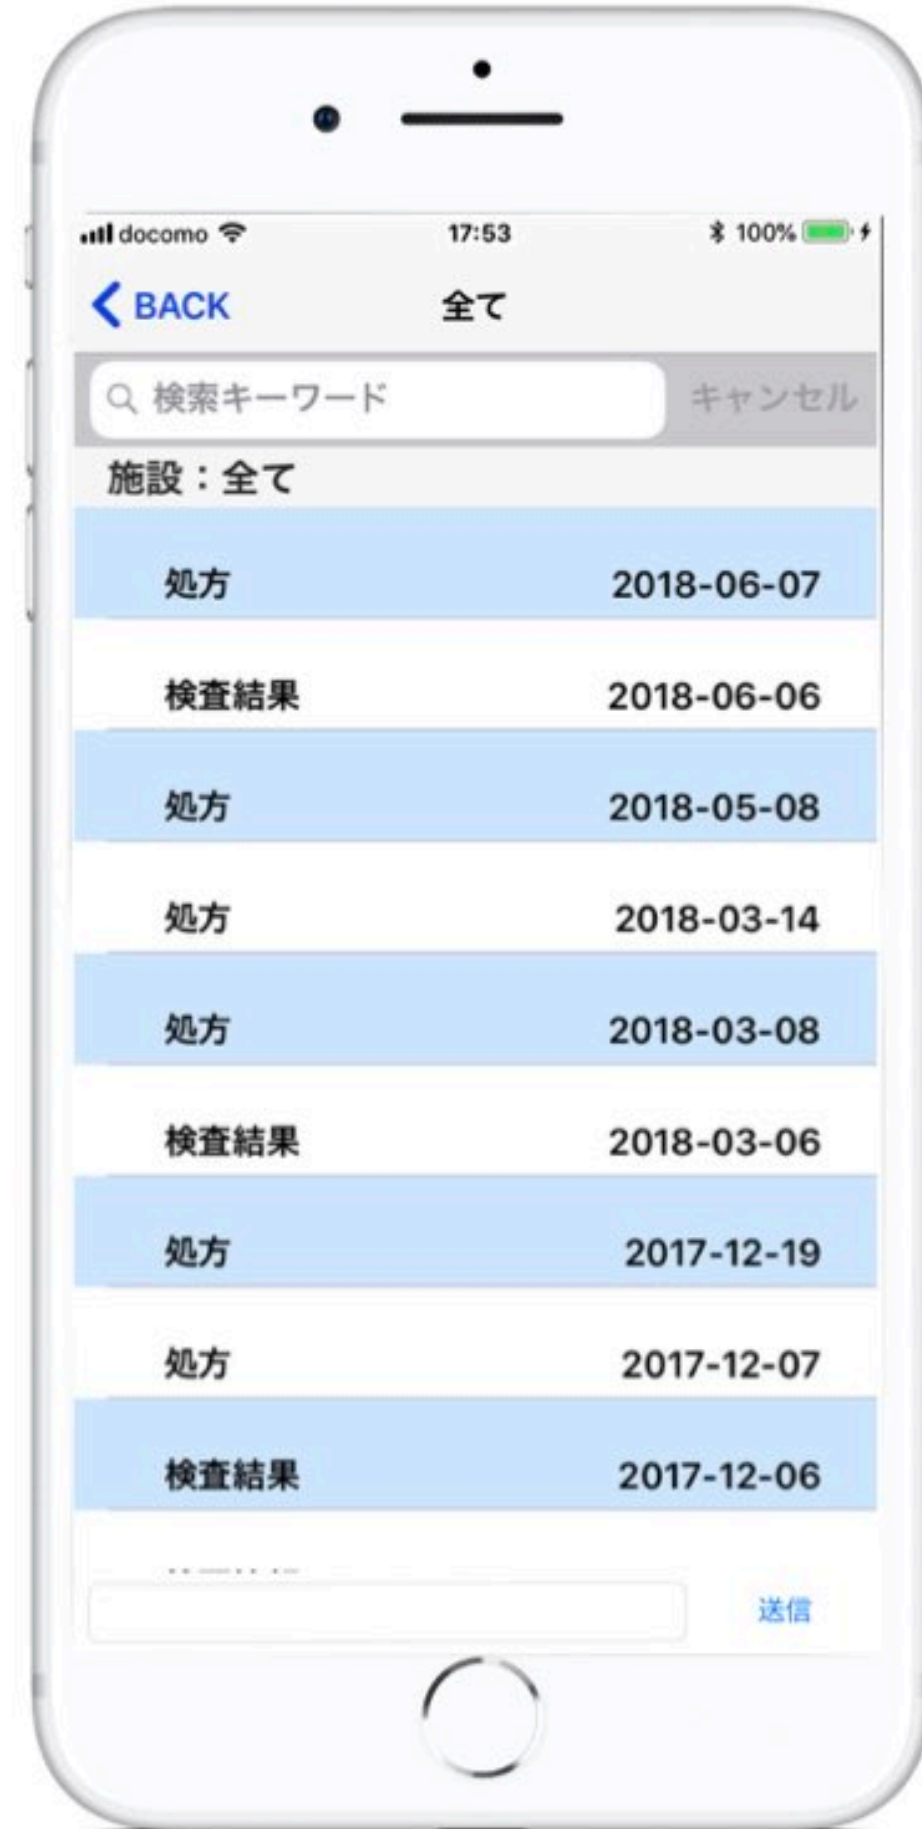 docomo 17:53 100%
BACK 全て
検索キーワード キャンセル
施設：全て
処方 2018-06-07
検査結果 2018-06-06
処方 2018-05-08
処方 2018-03-14
処方 2018-03-08
検査結果 2018-03-06
処方 2017-12-19
処方 2017-12-07
検査結果 2017-12-06
送信